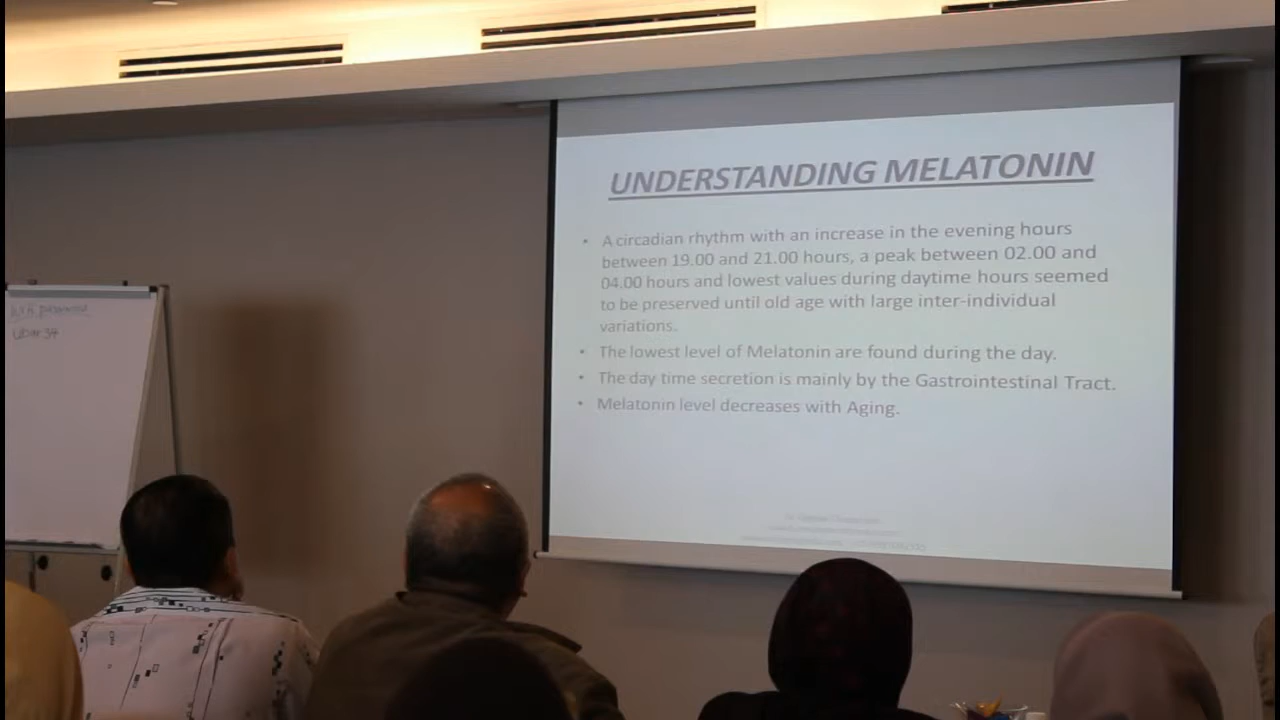 UNDERSTANDING MELATONIN
• A circadian rhythm with an increase in the evening hours
between 19.00 and 21.00 hours, a peak between 02.00 and
04.00 hours and lowest values during daytime hours seemed
to be preserved until old age with large inter-individual
variations.
• The lowest level of Melatonin are found during the day.
• The day time secretion is mainly by the Gastrointestinal Tract.
• Melatonin level decreases with Aging.